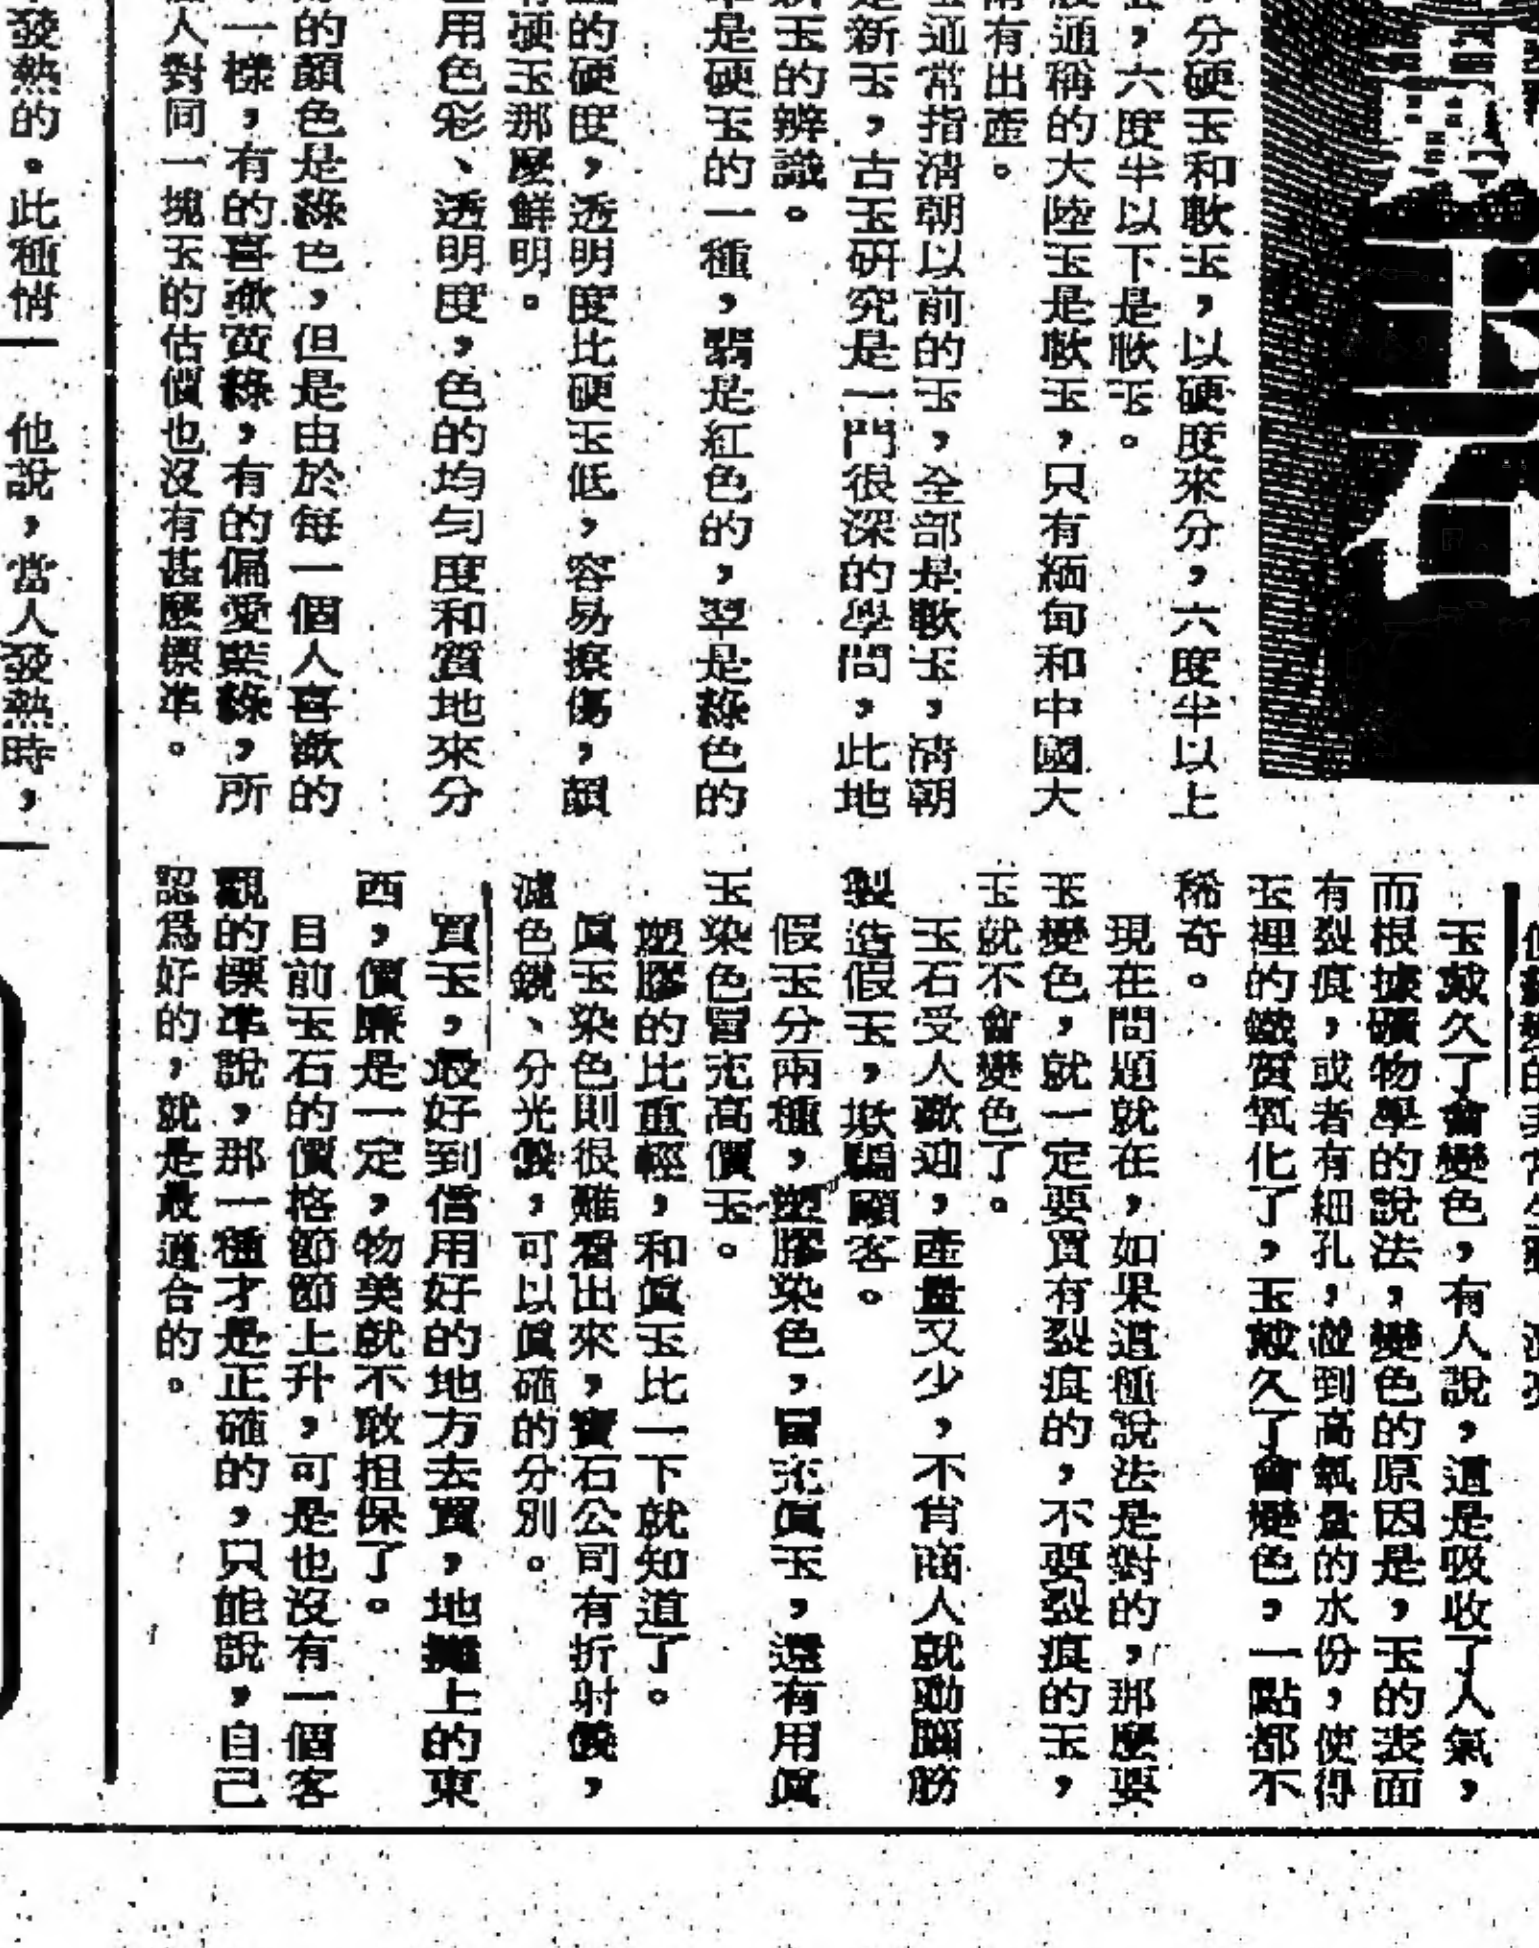 玉石
分硬玉和軟玉，以硬度來分，六度半以上
，六度半以下是軟玉。
通稱的大陸玉是軟玉，只有緬甸和中國大
有出產。
通常指清朝以前的玉，全部是軟玉，清朝
是新玉，古玉研究是一門很深的學問，此地
玉的辨識。
是硬玉的一種，翡是紅色的，翠是綠色的
的硬度，透明度比硬玉低，容易擦傷，顏
硬玉那麼鮮明。
用色彩、透明度，色的均勻度和質地來分
的顏色是綠色，但是由於每一個人喜歡的
一樣，有的喜歡黃綠，有的偏愛藍綠，所
人對同一塊玉的估價也沒有甚麼標準。
發熱的。此種情
他說，當人發熱時，
玉戴久了會變色，有人說，這是吸收了人氣，
而根據礦物學的說法，變色的原因是，玉的表面
有裂痕，或者有細孔，碰到高氧量的水份，使得
玉裡的鐵質氧化了，玉戴久了會變色，一點都不
稀奇。
現在問題就在，如果這種說法是對的，那麼要
玉變色，就一定要買有裂痕的，不要裂痕的玉，
玉就不會變色了。
玉石受人歡迎，產量又少，不肖商人就動腦筋
製造假玉，欺騙顧客。
假玉分兩種，塑膠染色，冒充眞玉，還有用眞
玉染色冒充高價玉。
塑膠的比重輕，和眞玉比一下就知道了。
眞玉染色則很難看出來，寶石公司有折射儀，
濾色鏡、分光儀，可以眞確的分別。
買玉，最好到信用好的地方去買，地攤上的東
西，價廉是一定，物美就不敢担保了。
目前玉石的價格節節上升，可是也沒有一個客
觀的標準說，那一種才是正確的，只能說，自己
認爲好的，就是最適合的。